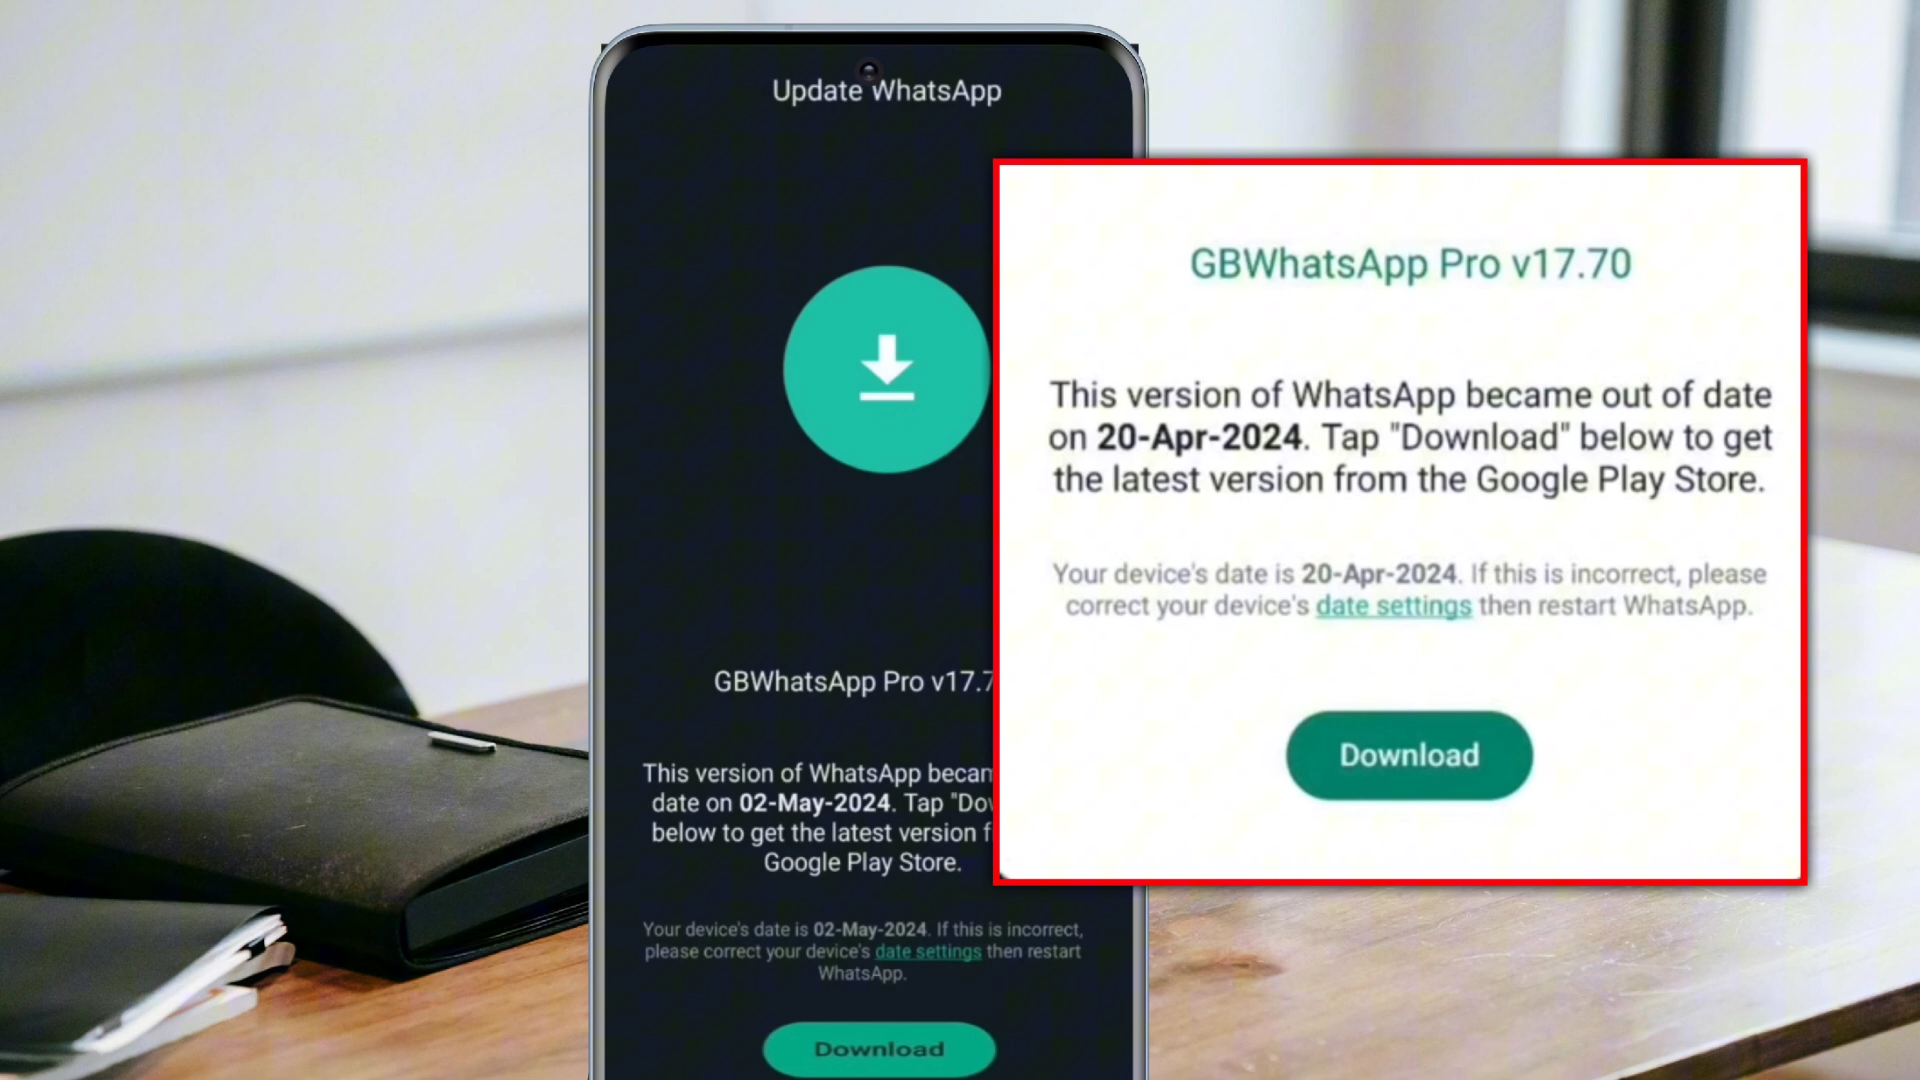 Update WhatsApp
GBWhatsApp Pro v17.7
This version of WhatsApp becam
date on 02-May-2024. Tap "Dow
below to get the latest version f
Google Play Store.
Your device's date is 02-May-2024. If this is incorrect,
please correct your device's date settings then restart
WhatsApp.
Download
GBWhatsApp Pro v17.70
This version of WhatsApp became out of date
on 20-Apr-2024. Tap "Download" below to get
the latest version from the Google Play Store.
Your device's date is 20-Apr-2024. If this is incorrect, please
correct your device's date settings then restart WhatsApp.
Download